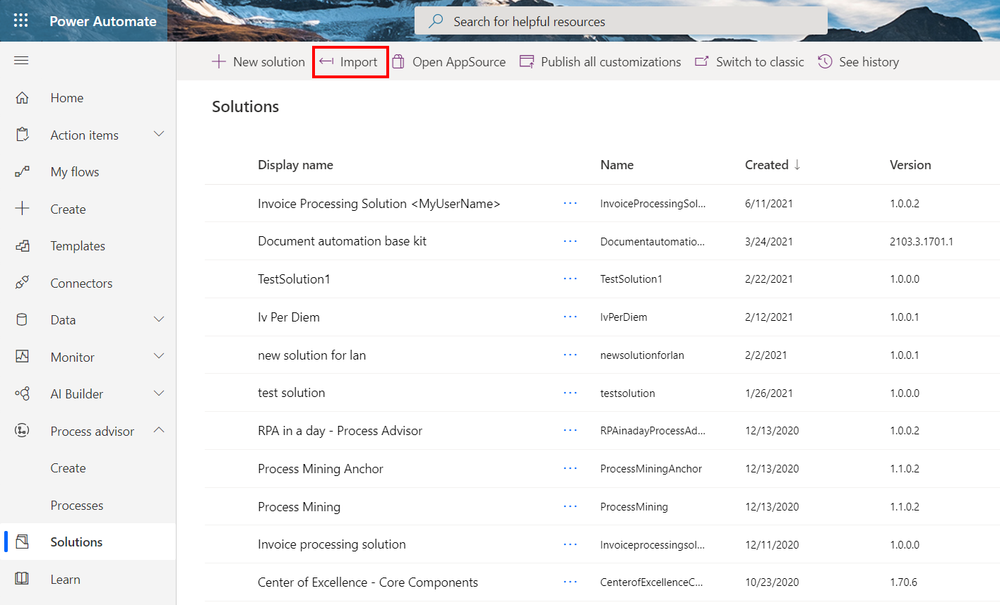 Power Automate
Search for helpful resources
New solution
Import
Open AppSource
Publish all customizations
Switch to classic
See history
Home
Action items
My flows
Create
Templates
Connectors
Data
Monitor
AI Builder
Process advisor
Create
Processes
Solutions
Learn
Solutions
Display name Name Created ↓ Version
Invoice Processing Solution <MyUserName> ... InvoiceProcessingSol... 6/11/2021 1.0.0.2
Document automation base kit ... Documentautomatio... 3/24/2021 2103.3.1701.1
TestSolution1 ... TestSolution1 2/22/2021 1.0.0.0
Iv Per Diem ... IvPerDiem 2/12/2021 1.0.0.1
new solution for lan ... newsolutionforlan 2/2/2021 1.0.0.1
test solution ... testsolution 1/26/2021 1.0.0.0
RPA in a day - Process Advisor ... RPAinadayProcessAd... 12/13/2020 1.0.0.2
Process Mining Anchor ... ProcessMiningAnchor 12/13/2020 1.1.0.2
Process Mining ... ProcessMining 12/13/2020 1.1.0.2
Invoice processing solution ... Invoiceprocessingsol... 12/11/2020 1.0.0.0
Center of Excellence - Core Components ... CenterofExcellenceC... 10/23/2020 1.70.6